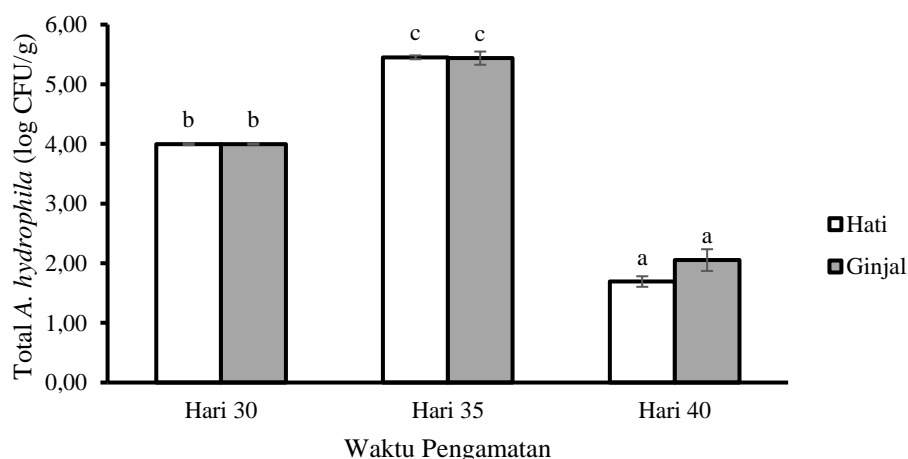 Total A. hydrophila (log CFU/g)
6,00
5,00
4,00
3,00
2,00
1,00
0,00
b
b
c
c
a
a
Hari 30
Hari 35
Hari 40
Waktu Pengamatan
Hati
Ginjal